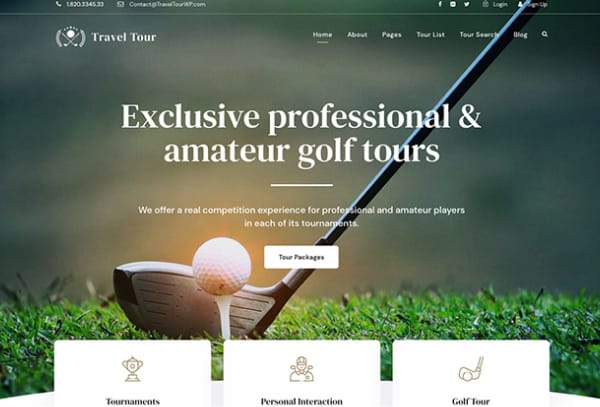 1.820.3345.33 Contact@TravelTourWP.com Login Sign Up
Travel Tour Home About Pages Tour List Tour Search Blog
Exclusive professional &
amateur golf tours
We offer a real competition experience for professional and amateur players
in each of its tournaments.
Tour Packages
Tournaments Personal Interaction Golf Tour